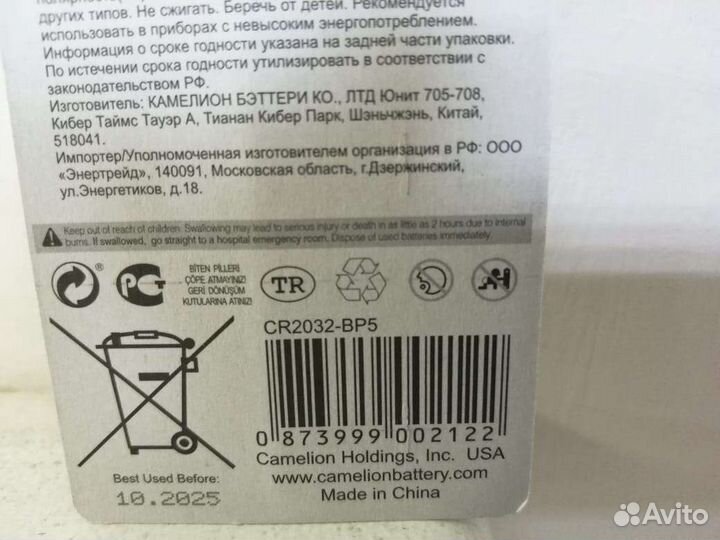 других типов. Не сжигать. Беречь от детей. Рекомендуется
использовать в приборах с невысоким энергопотреблением.
Информация о сроке годности указана на задней части упаковки.
По истечении срока годности утилизировать в соответствии с
законодательством РФ.
Изготовитель: КАМЕЛИОН БЭТТЕРИ КО., ЛТД Юнит 705-708,
Кибер Таймс Тауэр А, Тианан Кибер Парк, Шэньчжэнь, Китай,
518041.
Импортер/Уполномоченная изготовителем организация в РФ: ООО
«Энертрейд», 140091, Московская область, г.Дзержинский,
ул.Энергетиков, д.18.
Keep out of reach of children. Swallowing may lead to serious injury or death in as little as 2 hours due to internal
burns. If swallowed, go straight to a hospital emergency room. Dispose of used batteries immediately.
BİTEN PİLLERİ
ÇÖPE ATMAYINIZ!
GERİ DÖNÜŞÜM
KUTULARINA ATINIZ!
TR
CR2032-BP5
0 873999 002122
Camelion Holdings, Inc. USA
www.camelionbattery.com
Made in China
Best Used Before:
10.2025
Avito